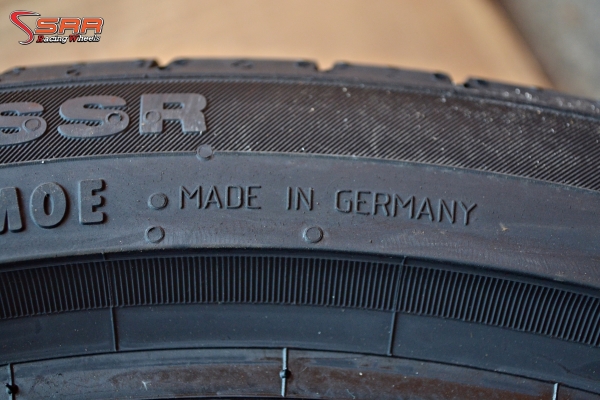 SRR
Racing Wheels
SSR
MOE
MADE IN GERMANY